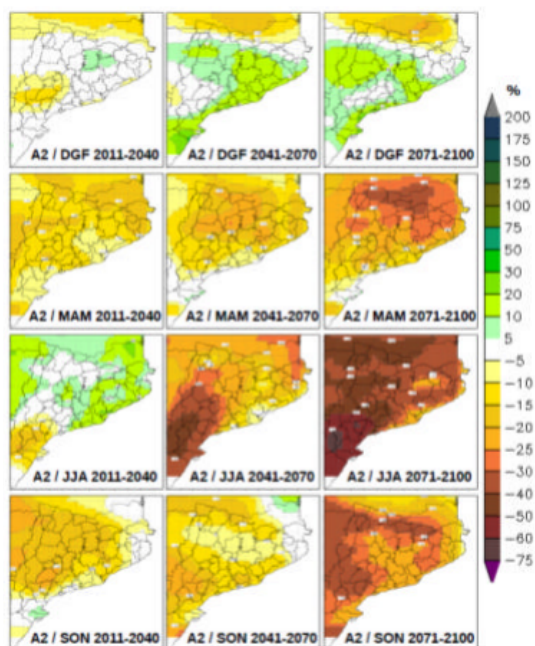 A2 / DGF 2011-2040
A2 / DGF 2041-2070
A2 / DGF 2071-2100
A2 / MAM 2011-2040
A2 / MAM 2041-2070
A2 / MAM 2071-2100
A2 / JJA 2011-2040
A2 / JJA 2041-2070
A2 / JJA 2071-2100
A2 / SON 2011-2040
A2 / SON 2041-2070
A2 / SON 2071-2100
%
200
175
150
125
100
75
50
30
20
10
5
-5
-10
-15
-20
-25
-30
-40
-50
-60
-75